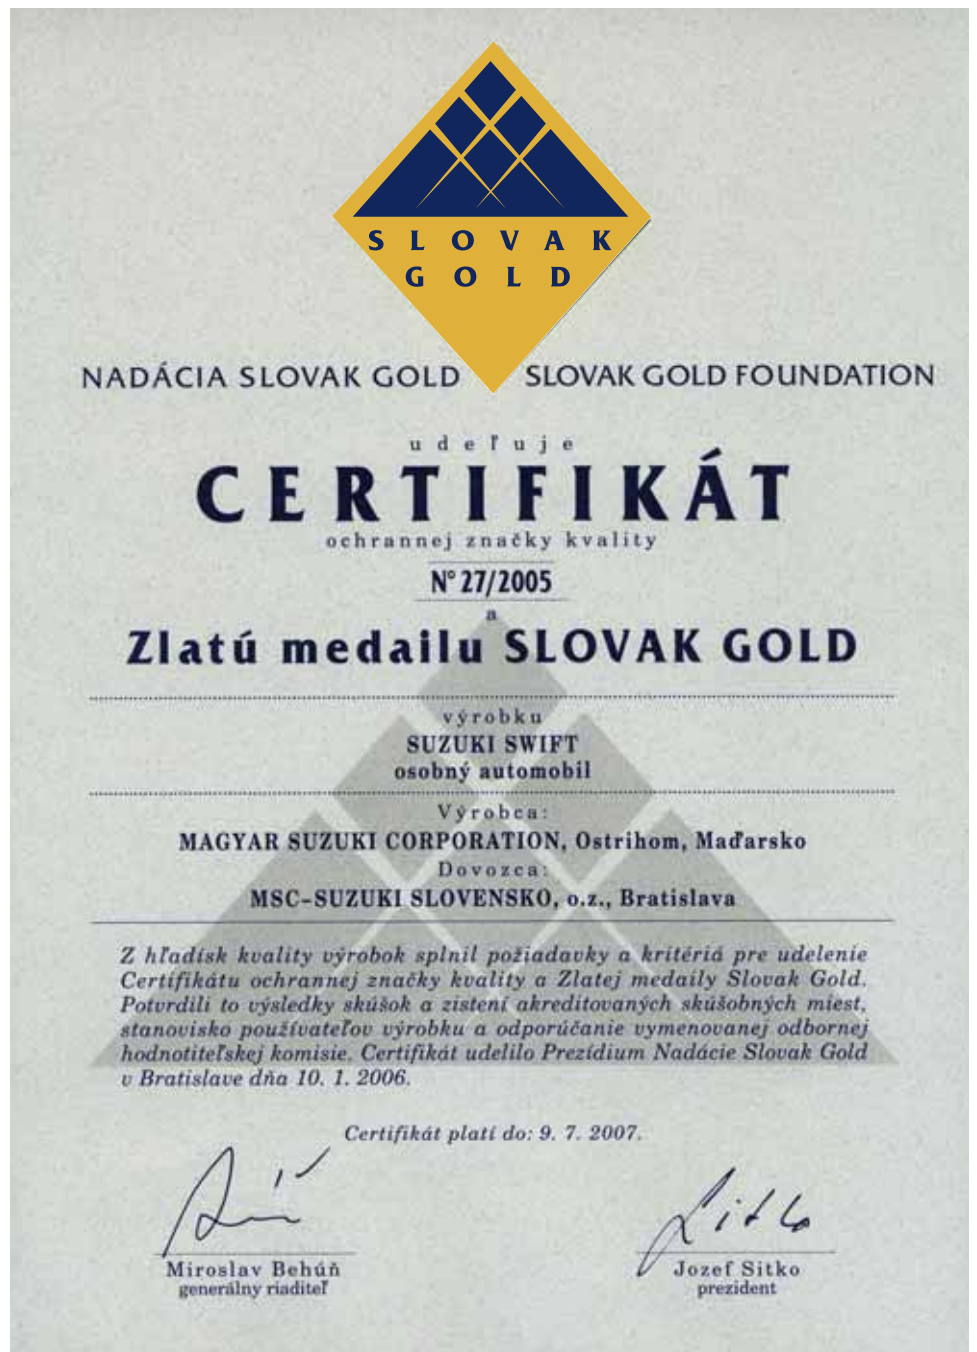 SLOVAK
GOLD
NADÁCIA SLOVAK GOLD SLOVAK GOLD FOUNDATION
udeľuje
CERTIFIKÁT
ochrannej značky kvality
N° 27/2005
a
Zlatú medailu SLOVAK GOLD
výrobku
SUZUKI SWIFT
osobný automobil
Výrobca:
MAGYAR SUZUKI CORPORATION, Ostrihom, Maďarsko
Dovozca:
MSC-SUZUKI SLOVENSKO, o.z., Bratislava
Z hľadísk kvality výrobok splnil požiadavky a kritériá pre udelenie
Certifikátu ochrannej značky kvality a Zlatej medaily Slovak Gold.
Potvrdili to výsledky skúšok a zistení akreditovaných skúšobných miest,
stanovisko používateľov výrobku a odporúčanie vymenovanej odbornej
hodnotiteľskej komisie. Certifikát udelilo Prezídium Nadácie Slovak Gold
v Bratislave dňa 10. 1. 2006.
Certifikát platí do: 9. 7. 2007.
Sitko
Miroslav Behúň Jozef Sitko
generálny riaditeľ prezident